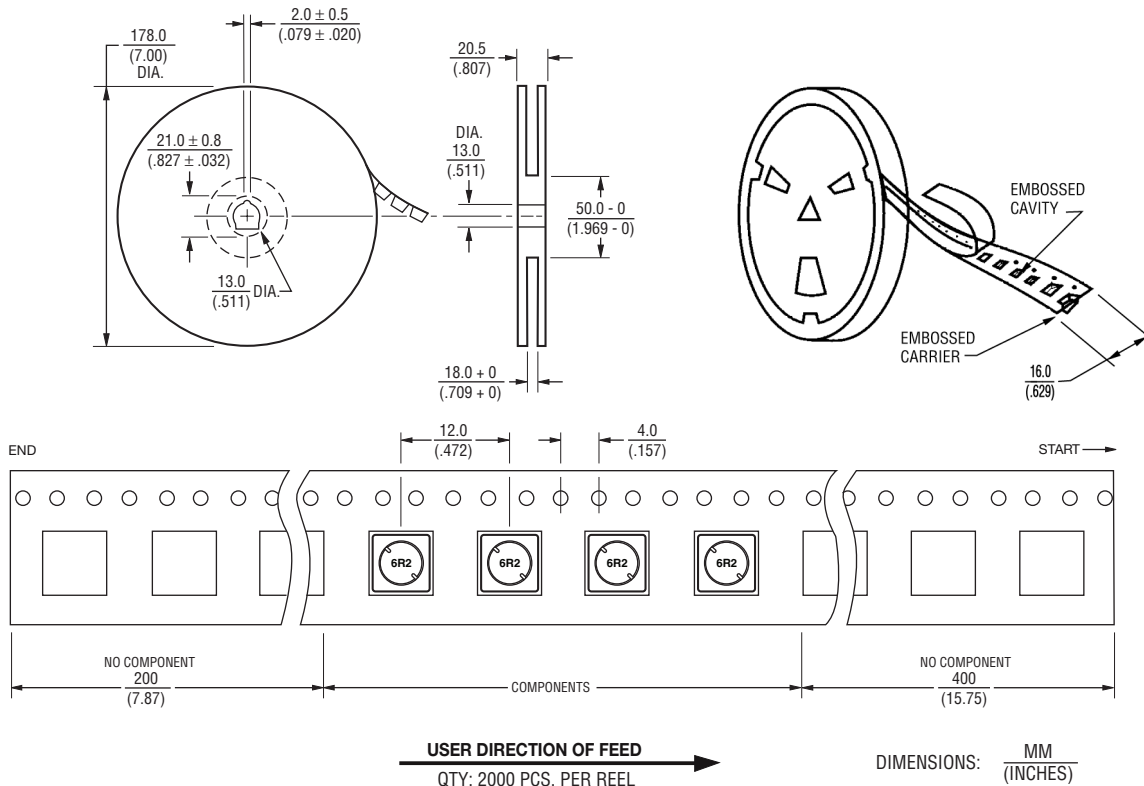 2.0 ± 0.5
(.079 ± .020)
178.0
(7.00)
DIA.
21.0 ± 0.8
(.827 ± .032)
13.0
(.511)
DIA.
20.5
(.807)
DIA.
13.0
(.511)
50.0 - 0
(1.969 - 0)
18.0 + 0
(.709 + 0)
EMBOSSED
CAVITY
EMBOSSED
CARRIER
16.0
(.629)
12.0
(.472)
4.0
(.157)
END
START
6R2
6R2
6R2
6R2
NO COMPONENT
200
(7.87)
COMPONENTS
NO COMPONENT
400
(15.75)
USER DIRECTION OF FEED
QTY: 2000 PCS. PER REEL
DIMENSIONS:
MM
(INCHES)